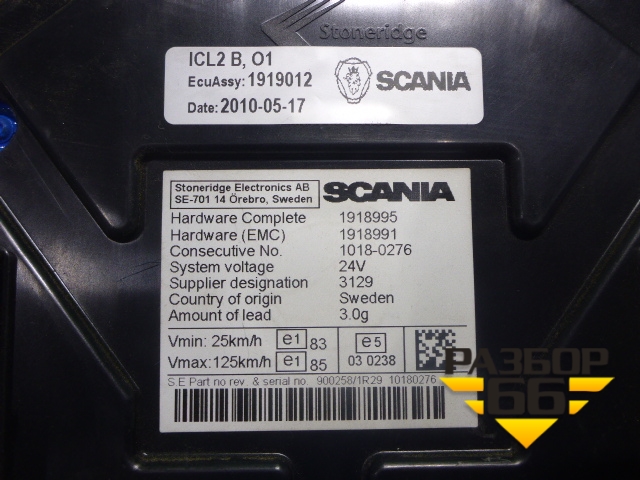 Stoneridge
ICL2 B, O1
EcuAssy: 1919012
Date: 2010-05-17
SCANIA
Stoneridge Electronics AB
SE-701 14 Örebro, Sweden
SCANIA
Hardware Complete 1918995
Hardware (EMC) 1918991
Consecutive No. 1018-0276
System voltage 24V
Supplier designation 3129
Country of origin Sweden
Amount of lead 3.0g
Vmin: 25km/h e1 83 e5
Vmax: 125km/h e1 85 03 0238
S.E Part no rev. & serial no. 900258/1R29 10180276
РАЗБОР
66